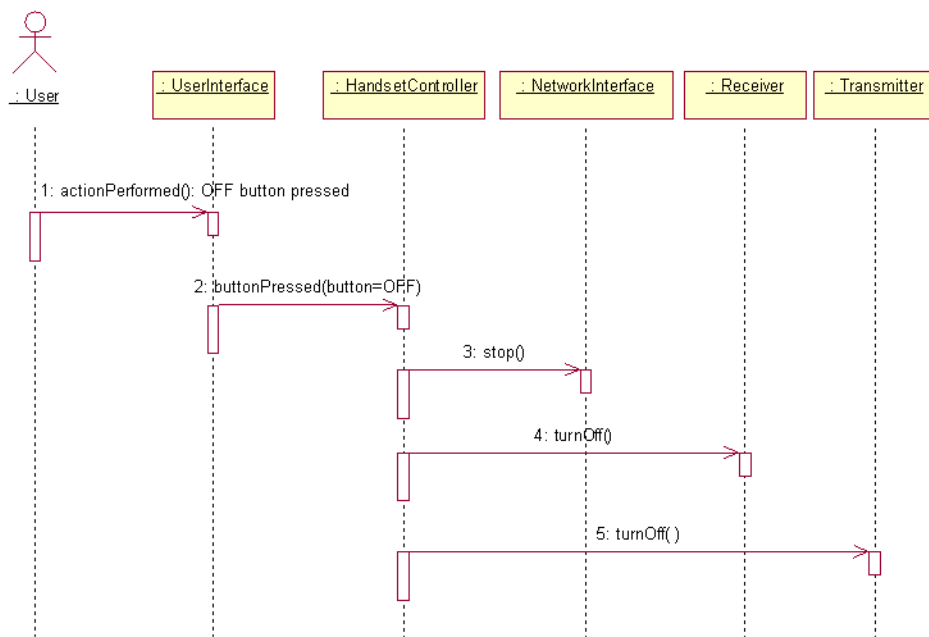 : User
: UserInterface
: HandsetController
: NetworkInterface
: Receiver
: Transmitter
1: actionPerformed(): OFF button pressed
2: buttonPressed(button=OFF)
3: stop()
4: turnOff()
5: turnOff( )